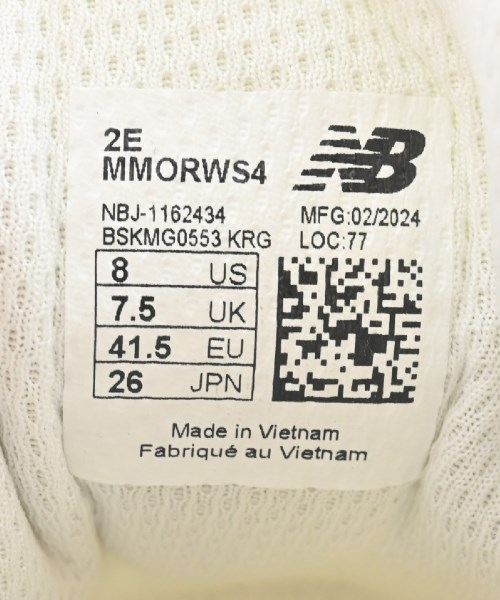 2E
MMORWS4
NB
NBJ-1162434
MFG:02/2024
BSKMG0553 KRG
LOC:77
8 US
7.5 UK
41.5 EU
26 JPN
Made in Vietnam
Fabriqué au Vietnam